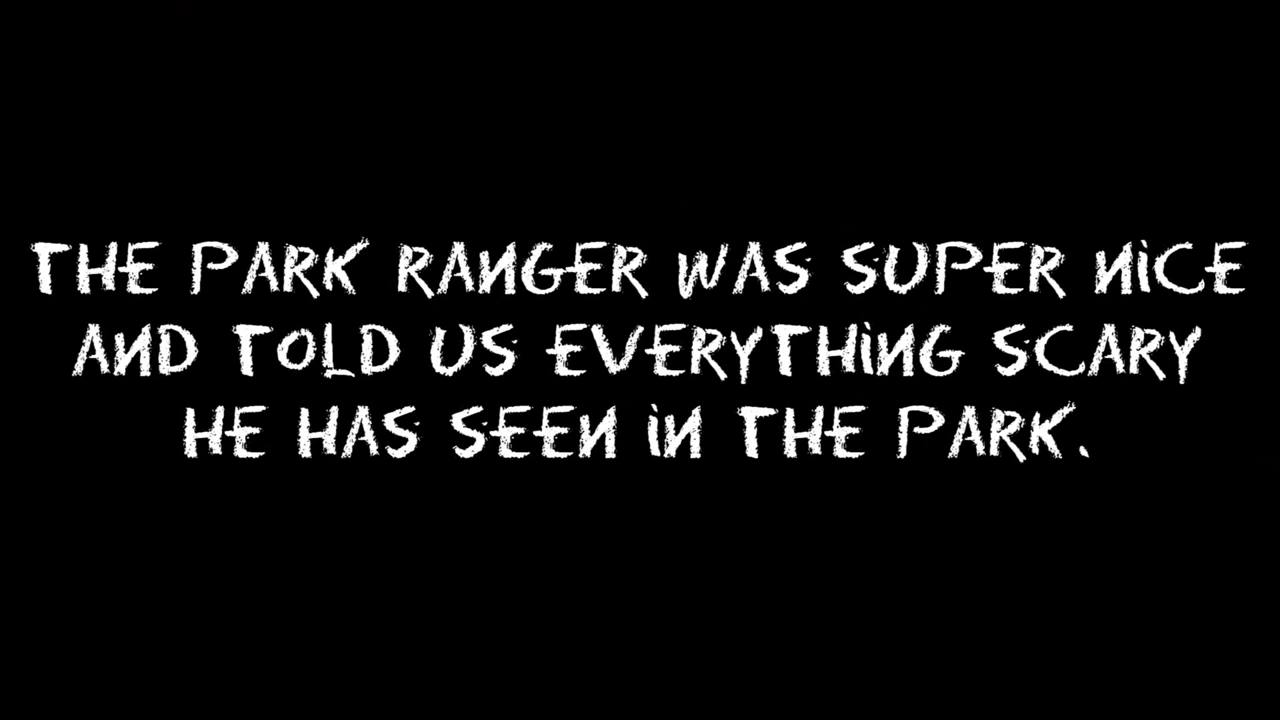 THE PARK RANGER WAS SUPER NiCE
AND TOLD US EVERYTHiNG SCARY
HE HAS SEEN iN THE PARK.